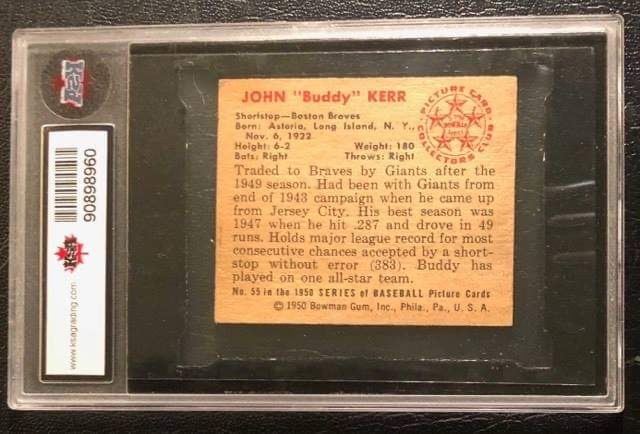 JOHN "Buddy" KERR
Shortstop—Boston Braves
Born: Astoria, Long Island, N. Y.,
Nov. 6, 1922
Height: 6-2 Weight: 180
Bats: Right Throws: Right
Traded to Braves by Giants after the
1949 season. Had been with Giants from
end of 1943 campaign when he came up
from Jersey City. His best season was
1947 when he hit .287 and drove in 49
runs. Holds major league record for most
consecutive chances accepted by a short-
stop without error (383). Buddy has
played on one all-star team.
No. 55 in the 1950 SERIES of BASEBALL Picture Cards
© 1950 Bowman Gum, Inc., Phila., Pa., U. S. A.
PICTURE CARD
COLLECTORS CLUB
KSA
90898960
KSA
www.ksagrading.com